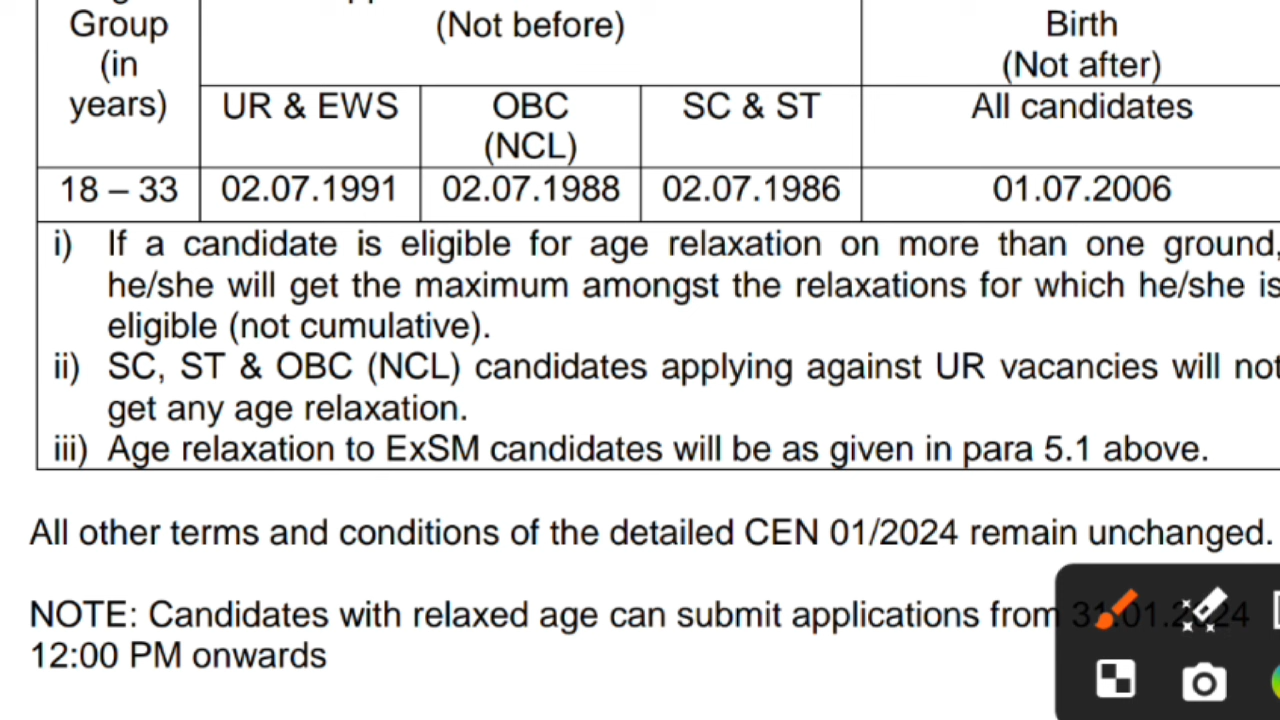 Group
(in
years)
(Not before)
Birth
(Not after)
UR & EWS
OBC
(NCL)
SC & ST
All candidates
18 – 33
02.07.1991
02.07.1988
02.07.1986
01.07.2006
i) If a candidate is eligible for age relaxation on more than one ground,
he/she will get the maximum amongst the relaxations for which he/she is
eligible (not cumulative).
ii) SC, ST & OBC (NCL) candidates applying against UR vacancies will not
get any age relaxation.
iii) Age relaxation to ExSM candidates will be as given in para 5.1 above.
All other terms and conditions of the detailed CEN 01/2024 remain unchanged.
NOTE: Candidates with relaxed age can submit applications from
12:00 PM onwards